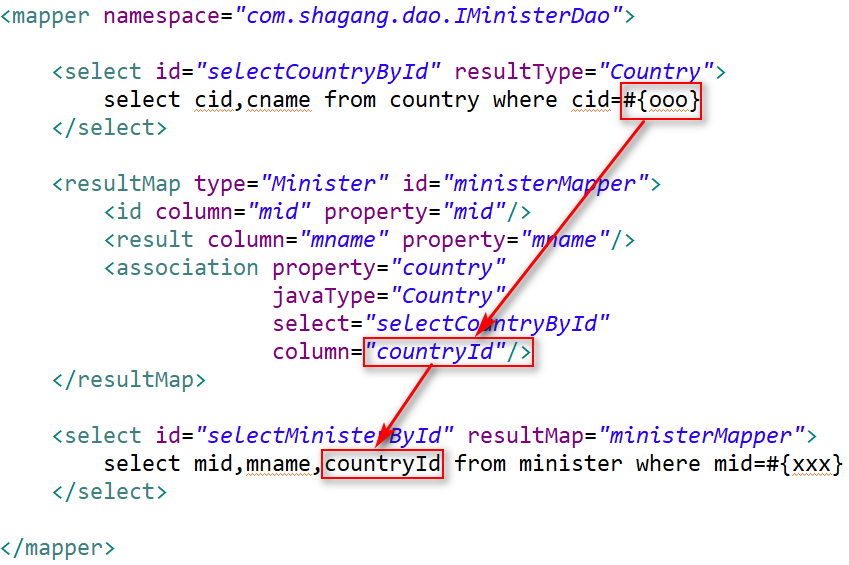 <mapper namespace="com.shagang.dao.IMinisterDao">
<select id="selectCountryById" resultType="Country">
select cid,cname from country where cid=#{ooo}
</select>
<resultMap type="Minister" id="ministerMapper">
<id column="mid" property="mid"/>
<result column="mname" property="mname"/>
<association property="country"
javaType="Country"
select="selectCountryById"
column="countryId"/>
</resultMap>
<select id="selectMinisterById" resultMap="ministerMapper">
select mid,mname,countryId from minister where mid=#{xxx}
</select>
</mapper>